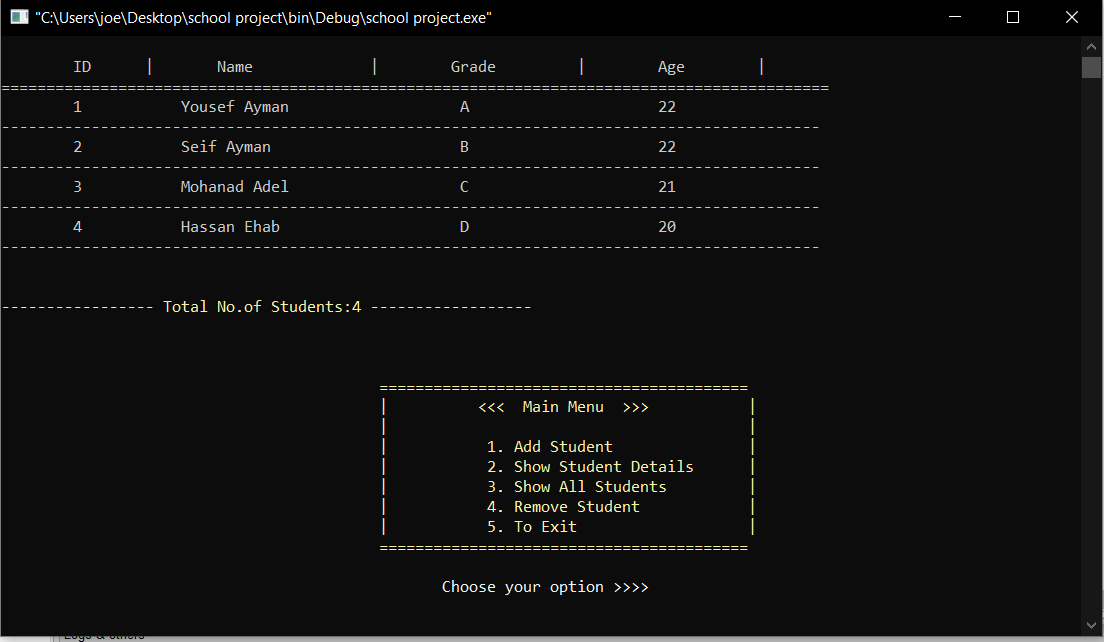 "C:\Users\joe\Desktop\school project\bin\Debug\school project.exe"
ID | Name | Grade | Age |
============================================================================================
1 Yousef Ayman A 22
-------------------------------------------------------------------------------------------
2 Seif Ayman B 22
-------------------------------------------------------------------------------------------
3 Mohanad Adel C 21
-------------------------------------------------------------------------------------------
4 Hassan Ehab D 20
-------------------------------------------------------------------------------------------
----------------- Total No.of Students:4 ------------------
=========================================
| <<< Main Menu >>> |
| |
| 1. Add Student |
| 2. Show Student Details |
| 3. Show All Students |
| 4. Remove Student |
| 5. To Exit |
=========================================
Choose your option >>>>
Logs & others